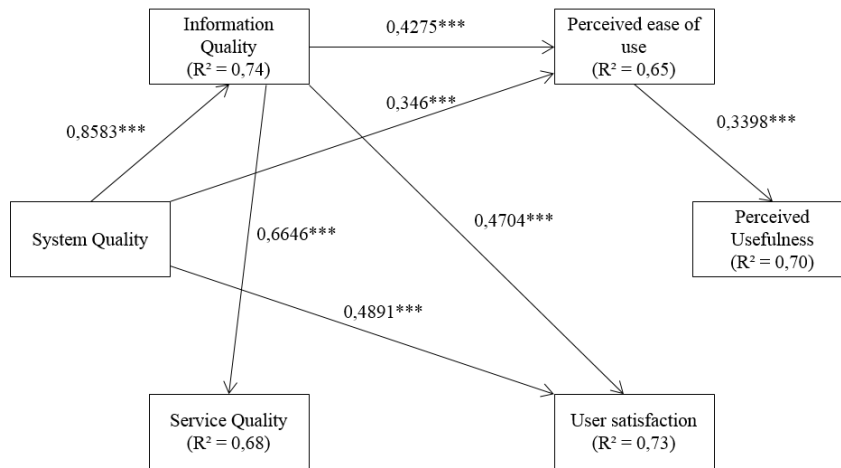 Information
Quality
(R² = 0,74)
0,4275***
Perceived ease of
use
(R² = 0,65)
0,8583***
0,346***
0,3398***
System Quality
0,6646***
0,4704***
Perceived
Usefulness
(R² = 0,70)
0,4891***
Service Quality
(R² = 0,68)
User satisfaction
(R² = 0,73)